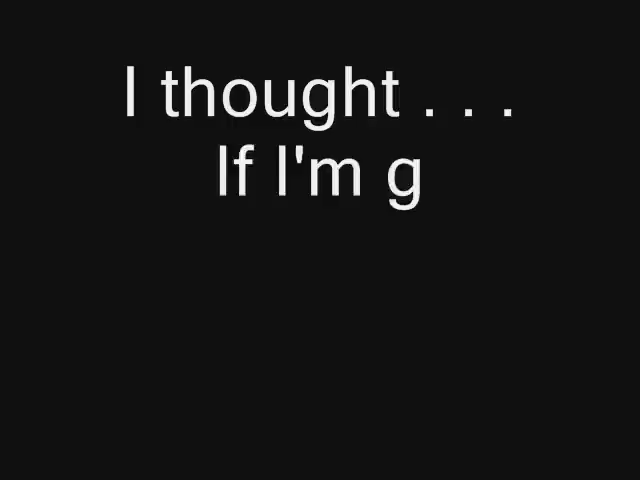 I thought . . .
If I'm g